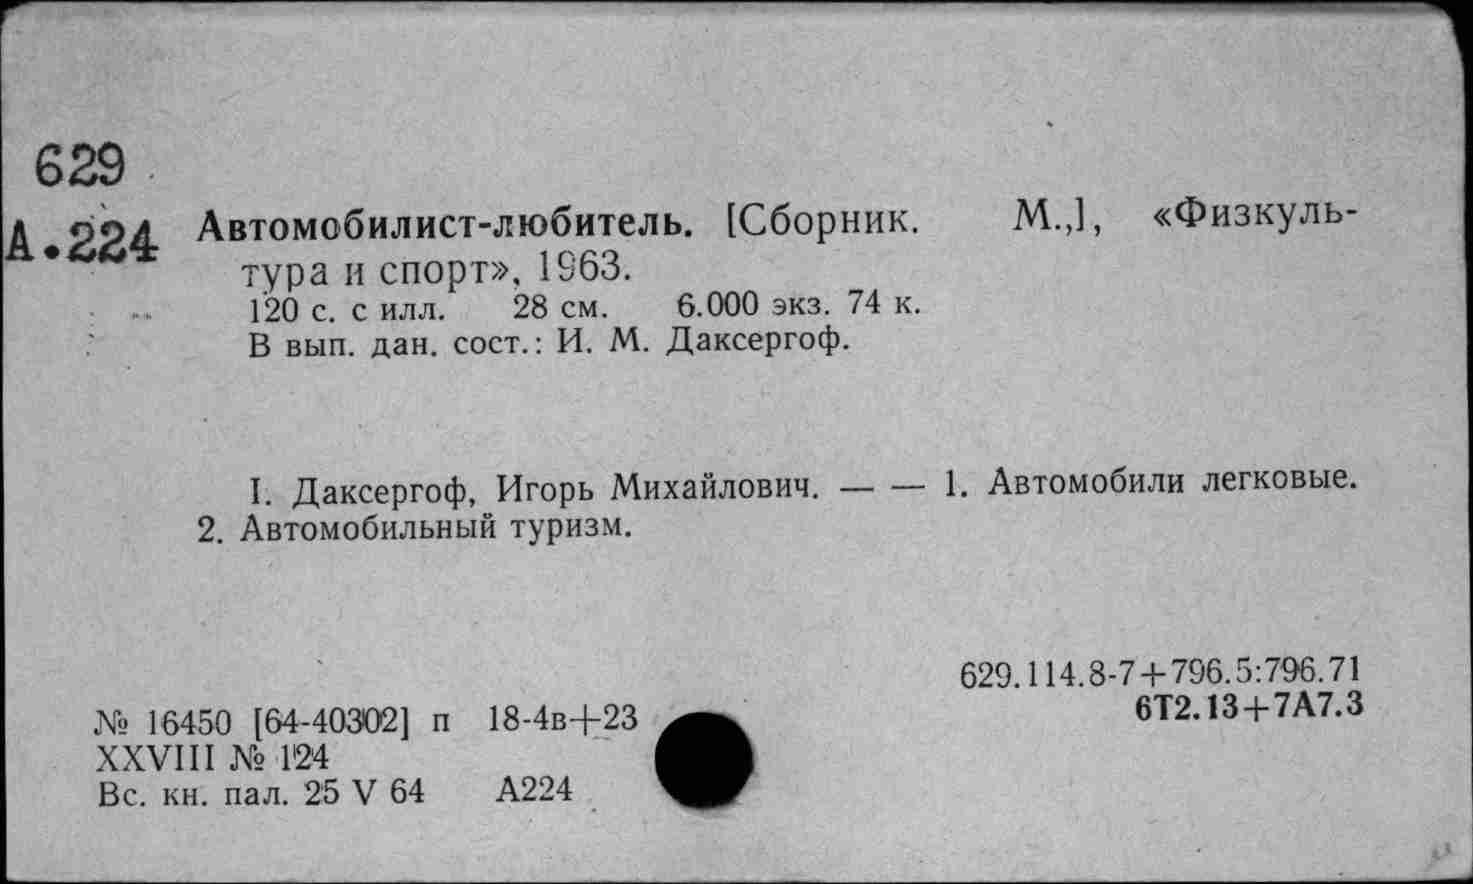 629
А.224 Автомобилист-любитель. [Сборник. М.,], «Физкуль-
тура и спорт», 1963.
120 с. с илл. 28 см. 6.000 экз. 74 к.
В вып. дан. сост.: И. М. Даксергоф.
I. Даксергоф, Игорь Михайлович. — — 1. Автомобили легковые.
2. Автомобильный туризм.
629.114.8-7+796.5:796.71
6Т2.13+7А7.3
№ 16450 [64-40302] п 18-4в+23
XXVIII № 124
Вс. кн. пал. 25 V 64 А224